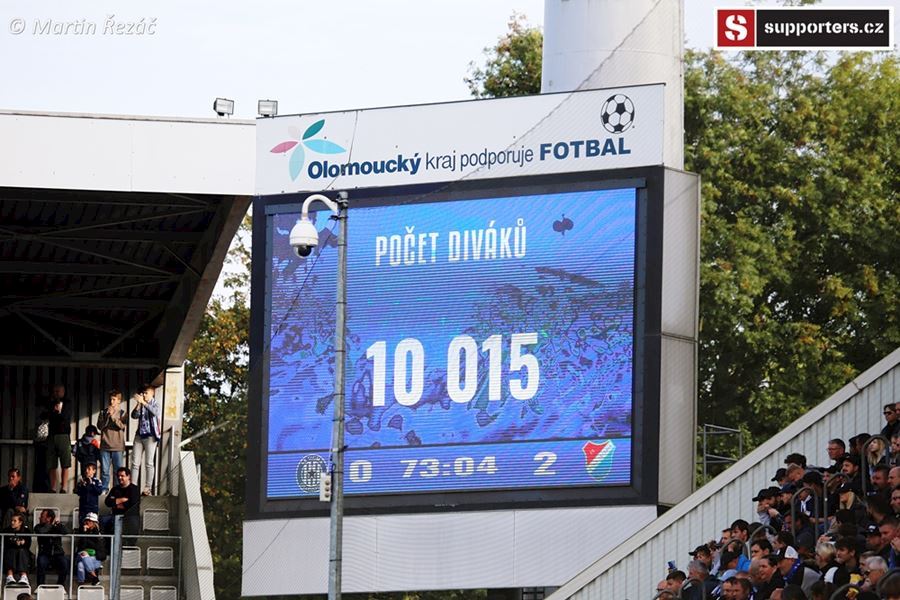 © Martin Řezáč
S supporters.cz
Olomoucký kraj podporuje FOTBAL
POČET DIVÁKŮ
10 015
0 73:04 2